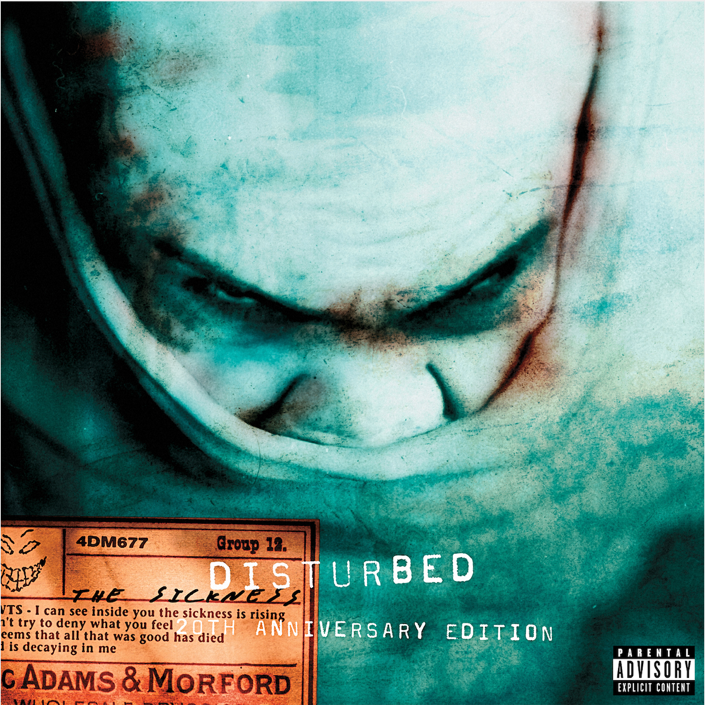 4DM677
Group 12.
DISTURBED
THE SICKNESS
VTS - I can see inside you the sickness is rising
n't try to deny what you feel
20TH ANNIVERSARY EDITION
eems that all that was good has died
d is decaying in me
C ADAMS & MORFORD
PARENTAL
ADVISORY
EXPLICIT CONTENT